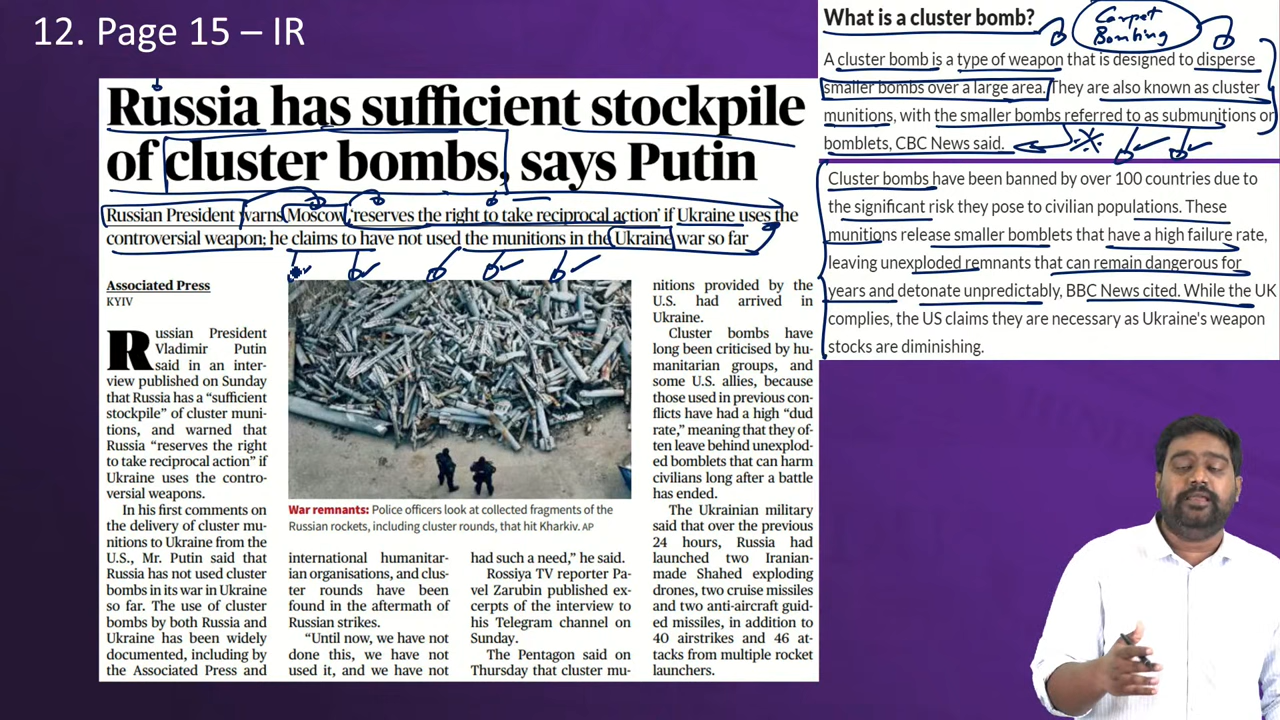 12. Page 15 – IR
Russia has sufficient stockpile
of cluster bombs, says Putin
Russian President warns Moscow 'reserves the right to take reciprocal action' if Ukraine uses the
controversial weapon; he claims to have not used the munitions in the Ukraine war so far
Associated Press
KYIV
Russian President
Vladimir Putin
said in an inter-
view published on Sunday
that Russia has a “sufficient
stockpile” of cluster muni-
tions, and warned that
Russia “reserves the right
to take reciprocal action” if
Ukraine uses the contro-
versial weapons.
In his first comments on
the delivery of cluster mu-
nitions to Ukraine from the
U.S., Mr. Putin said that
Russia has not used cluster
bombs in its war in Ukraine
so far. The use of cluster
bombs by both Russia and
Ukraine has been widely
documented, including by
the Associated Press and
War remnants: Police officers look at collected fragments of the
Russian rockets, including cluster rounds, that hit Kharkiv. AP
international humanitar-
ian organisations, and clus-
ter rounds have been
found in the aftermath of
Russian strikes.
“Until now, we have not
done this, we have not
used it, and we have not
had such a need,” he said.
Rossiya TV reporter Pa-
vel Zarubin published ex-
cerpts of the interview to
his Telegram channel on
Sunday.
The Pentagon said on
Thursday that cluster mu-
nitions provided by the
U.S. had arrived in
Ukraine.
Cluster bombs have
long been criticised by hu-
manitarian groups, and
some U.S. allies, because
those used in previous con-
flicts have had a high “dud
rate,” meaning that they of-
ten leave behind unexplod-
ed bomblets that can harm
civilians long after a battle
has ended.
The Ukrainian military
said that over the previous
24 hours, Russia had
launched two Iranian-
made Shahed exploding
drones, two cruise missiles
and two anti-aircraft guid-
ed missiles, in addition to
40 airstrikes and 46 at-
tacks from multiple rocket
launchers.
What is a cluster bomb?
Carpet
Bombing
A cluster bomb is a type of weapon that is designed to disperse
smaller bombs over a large area. They are also known as cluster
munitions, with the smaller bombs referred to as submunitions or
bomblets, CBC News said.
Cluster bombs have been banned by over 100 countries due to
the significant risk they pose to civilian populations. These
munitions release smaller bomblets that have a high failure rate,
leaving unexploded remnants that can remain dangerous for
years and detonate unpredictably, BBC News cited. While the UK
complies, the US claims they are necessary as Ukraine's weapon
stocks are diminishing.